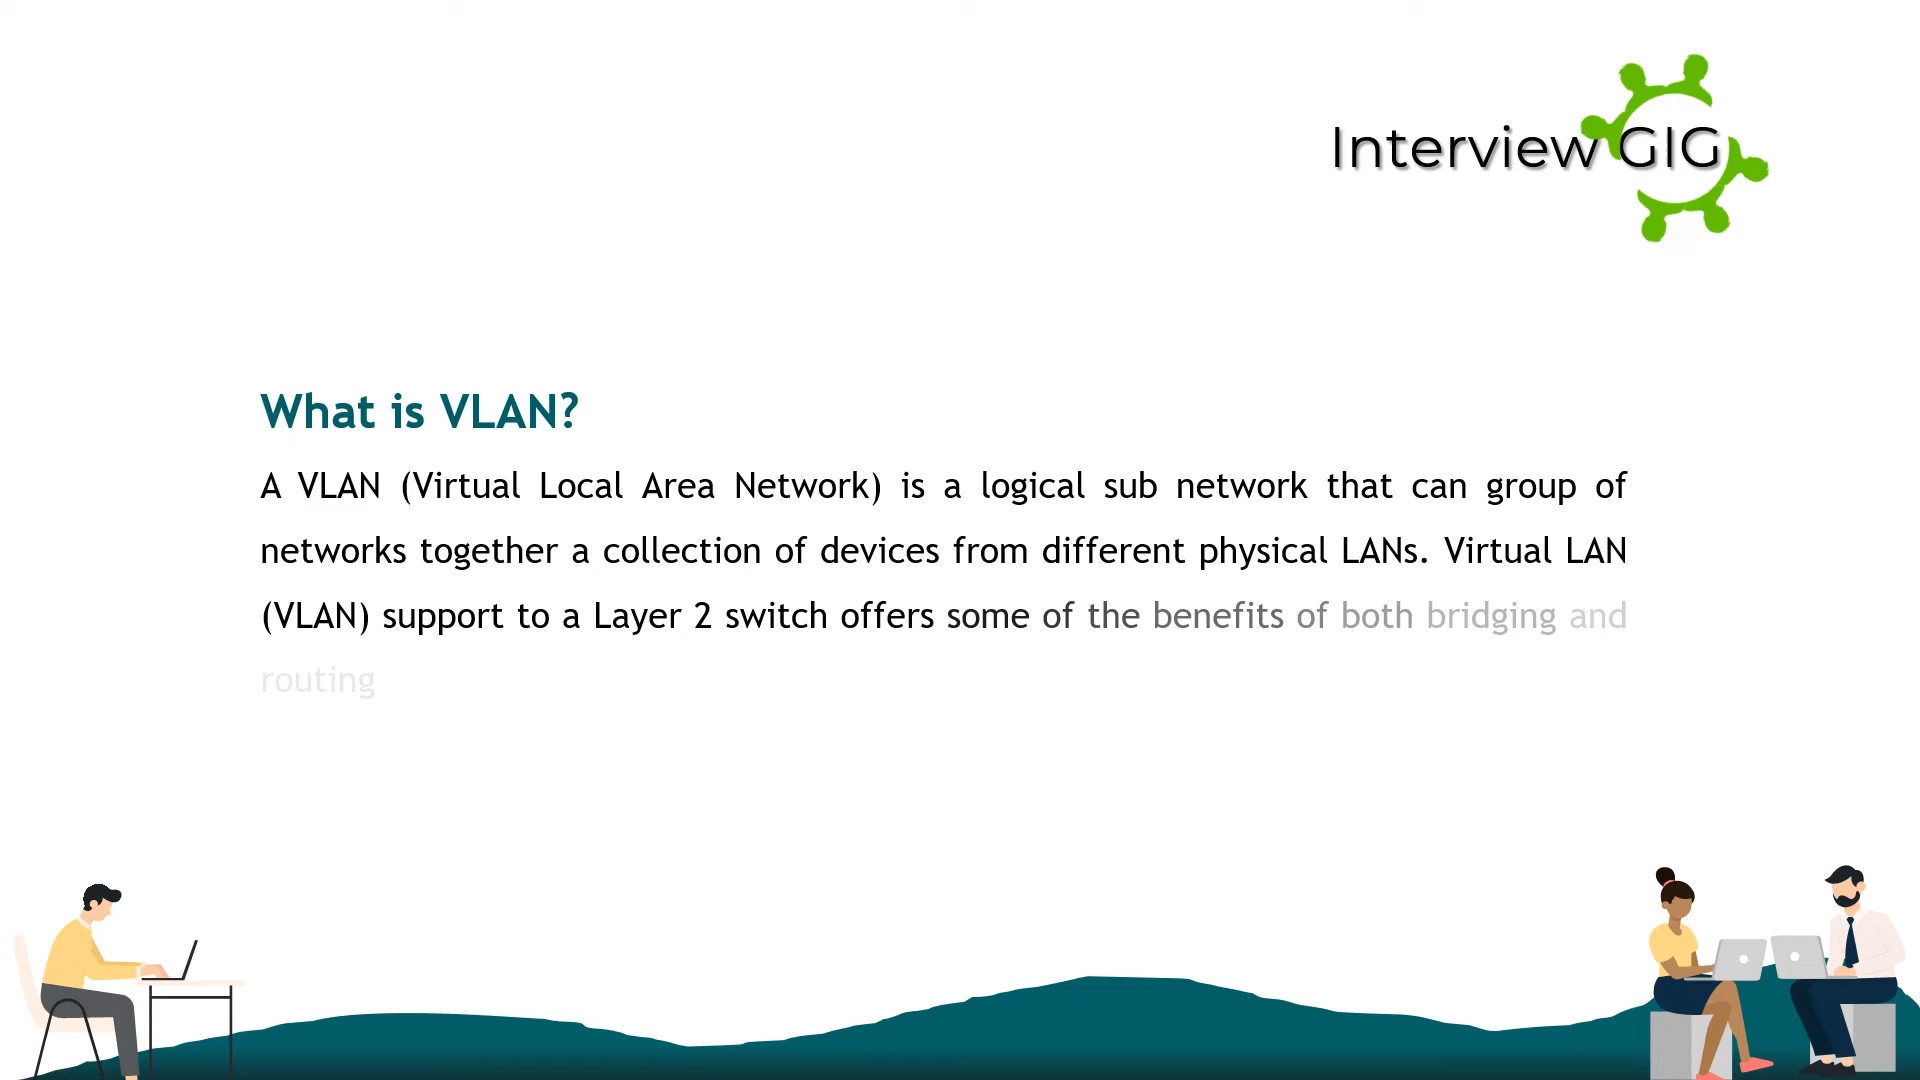 Interview GIG
What is VLAN?
A VLAN (Virtual Local Area Network) is a logical sub network that can group of
networks together a collection of devices from different physical LANs. Virtual LAN
(VLAN) support to a Layer 2 switch offers some of the benefits of both bridging and
routing